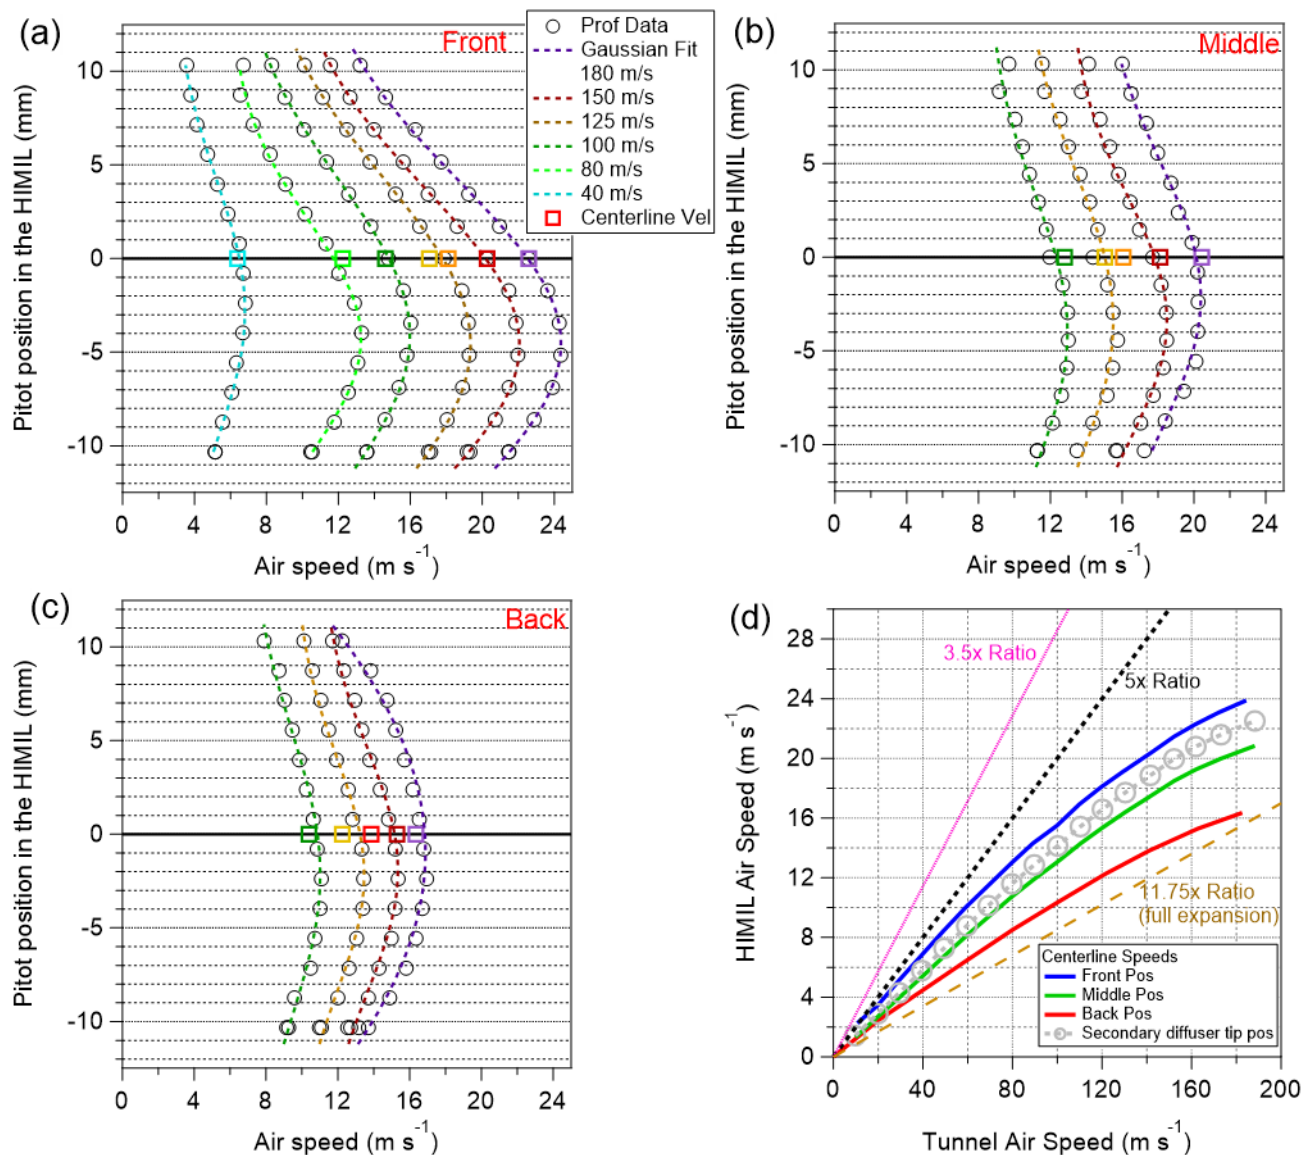 (a)
Front
Prof Data
Gaussian Fit
180 m/s
150 m/s
125 m/s
100 m/s
80 m/s
40 m/s
Centerline Vel
Pitot position in the HIMIL (mm)
10
5
0
-5
-10
0 4 8 12 16 20 24
Air speed (m s⁻¹)
(b)
Middle
Pitot position in the HIMIL (mm)
10
5
0
-5
-10
0 4 8 12 16 20 24
Air speed (m s⁻¹)
(c)
Back
Pitot position in the HIMIL (mm)
10
5
0
-5
-10
0 4 8 12 16 20 24
Air speed (m s⁻¹)
(d)
3.5x Ratio
5x Ratio
11.75x Ratio
(full expansion)
Centerline Speeds
Front Pos
Middle Pos
Back Pos
Secondary diffuser tip pos
HIMIL Air Speed (m s⁻¹)
28
24
20
16
12
8
4
0
0 40 80 120 160 200
Tunnel Air Speed (m s⁻¹)